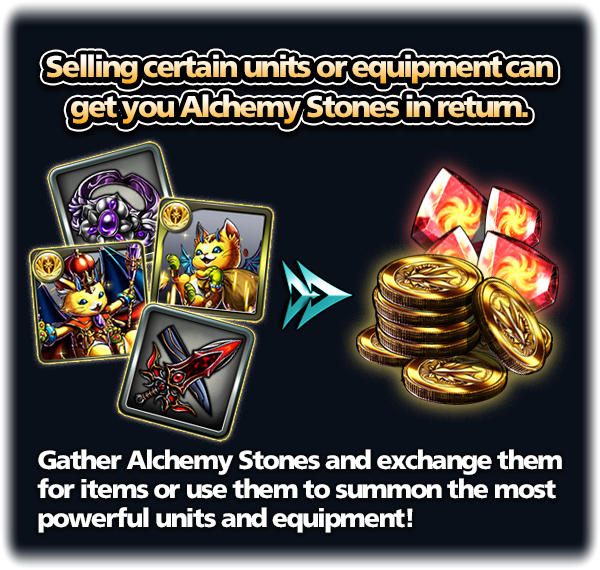 Selling certain units or equipment can
get you Alchemy Stones in return.
Gather Alchemy Stones and exchange them
for items or use them to summon the most
powerful units and equipment!